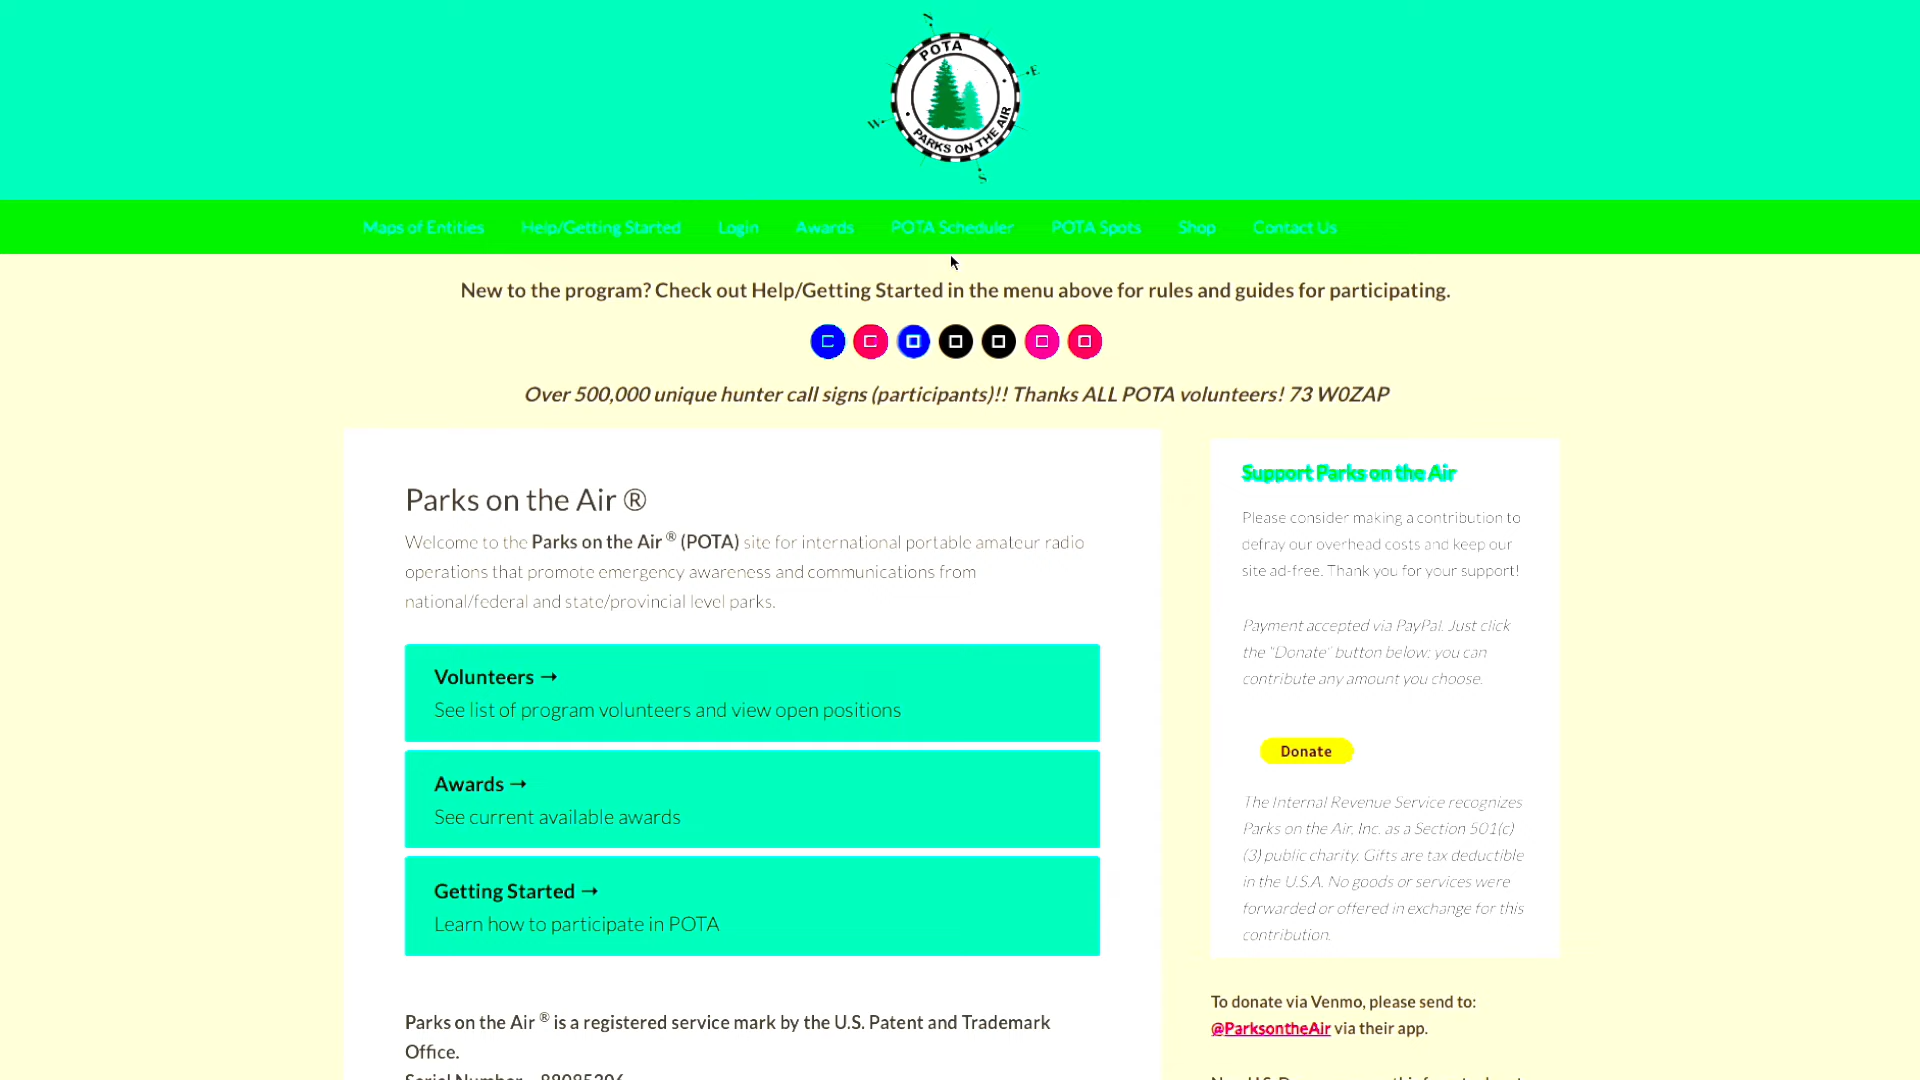 N
E
W
S
POTA
PARKS ON THE AIR
Maps of Entities Help/Getting Started Login Awards POTA Scheduler POTA Spots Shop Contact Us
New to the program? Check out Help/Getting Started in the menu above for rules and guides for participating.
Over 500,000 unique hunter call signs (participants)!! Thanks ALL POTA volunteers! 73 W0ZAP
Parks on the Air ®
Welcome to the Parks on the Air ® (POTA) site for international portable amateur radio
operations that promote emergency awareness and communications from
national/federal and state/provincial level parks.
Volunteers →
See list of program volunteers and view open positions
Awards →
See current available awards
Getting Started →
Learn how to participate in POTA
Parks on the Air ® is a registered service mark by the U.S. Patent and Trademark
Office.
Support Parks on the Air
Please consider making a contribution to
defray our overhead costs and keep our
site ad-free. Thank you for your support!
Payment accepted via PayPal. Just click
the "Donate" button below; you can
contribute any amount you choose.
Donate
The Internal Revenue Service recognizes
Parks on the Air, Inc. as a Section 501(c)
(3) public charity. Gifts are tax deductible
in the U.S.A. No goods or services were
forwarded or offered in exchange for this
contribution.
To donate via Venmo, please send to:
@ParksontheAir via their app.